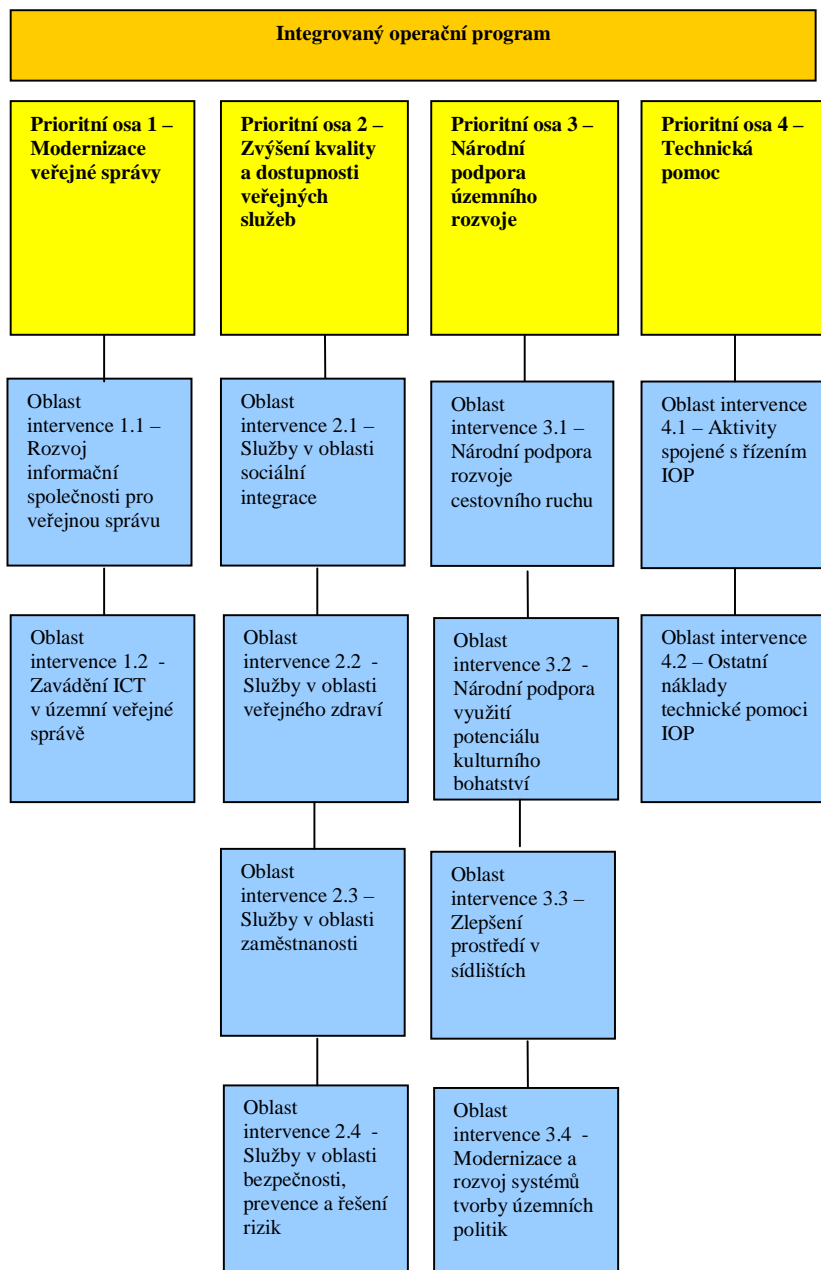 Integrovaný operační program
Prioritní osa 1 –
Modernizace
veřejné správy
Prioritní osa 2 –
Zvýšení kvality
a dostupnosti
veřejných
služeb
Prioritní osa 3 –
Národní
podpora
územního
rozvoje
Prioritní osa 4 –
Technická
pomoc
Oblast
intervence 1.1 –
Rozvoj
informační
společnosti pro
veřejnou správu
Oblast
intervence 2.1 –
Služby v oblasti
sociální
integrace
Oblast
intervence 3.1 –
Národní podpora
rozvoje
cestovního ruchu
Oblast intervence
4.1 – Aktivity
spojené s řízením
IOP
Oblast
intervence 1.2 -
Zavádění ICT
v územní veřejné
správě
Oblast
intervence 2.2 -
Služby v oblasti
veřejného zdraví
Oblast
intervence 3.2 -
Národní podpora
využití
potenciálu
kulturního
bohatství
Oblast intervence
4.2 – Ostatní
náklady
technické pomoci
IOP
Oblast
intervence 2.3 –
Služby v oblasti
zaměstnanosti
Oblast
intervence 3.3 –
Zlepšení
prostředí v
sídlištích
Oblast
intervence 2.4 -
Služby v oblasti
bezpečnosti,
prevence a řešení
rizik
Oblast
intervence 3.4 -
Modernizace a
rozvoj systémů
tvorby územních
politik